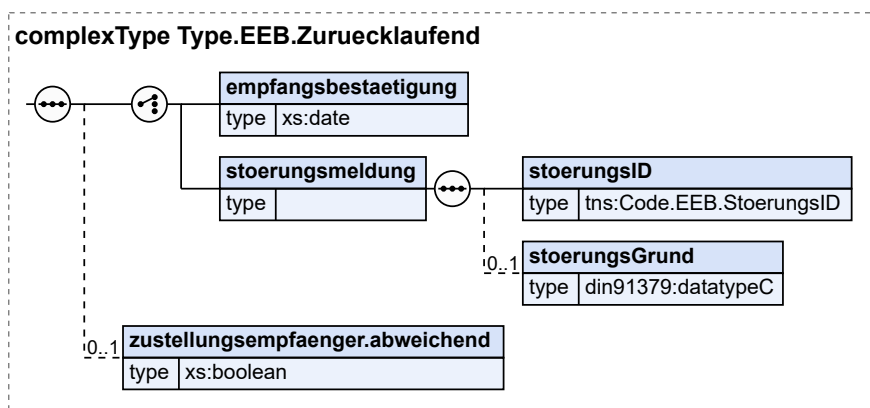 complexType Type.EEB.Zuruecklaufend
empfangsbestaetigung
type xs:date
stoerungsmeldung
type
stoerungsID
type tns:Code.EEB.StoerungsID
0..1
stoerungsGrund
type din91379:datatypeC
0..1
zustellungsempfaenger.abweichend
type xs:boolean